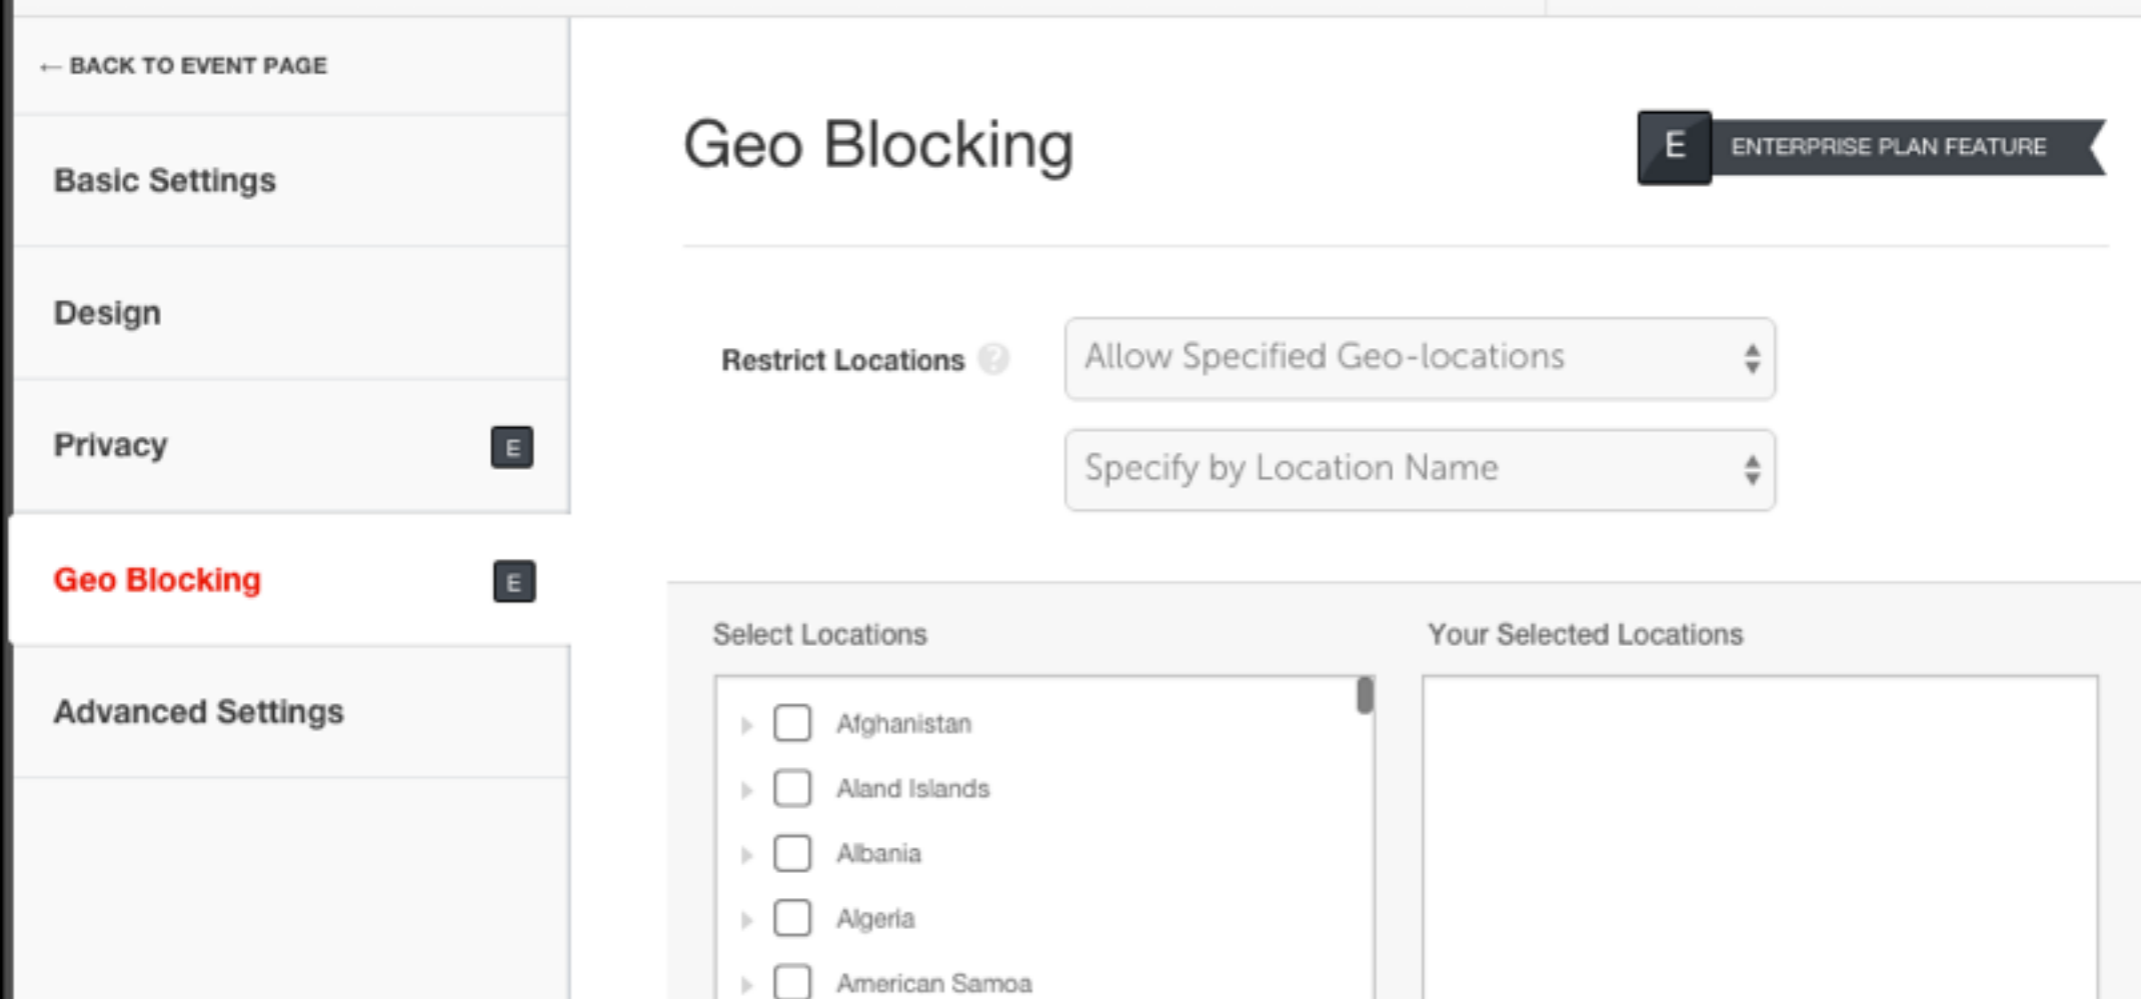 ← BACK TO EVENT PAGE
Basic Settings
Design
Privacy E
Geo Blocking E
Advanced Settings
Geo Blocking
E ENTERPRISE PLAN FEATURE
Restrict Locations ? Allow Specified Geo-locations
Specify by Location Name
Select Locations
Afghanistan
Aland Islands
Albania
Algeria
American Samoa
Your Selected Locations